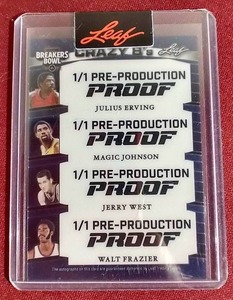 Leaf
BREAKERS BOWL
CRAZY 8's
Leaf
1/1 PRE-PRODUCTION
PROOF
JULIUS ERVING
1/1 PRE-PRODUCTION
PROOF
MAGIC JOHNSON
1/1 PRE-PRODUCTION
PROOF
JERRY WEST
1/1 PRE-PRODUCTION
PROOF
WALT FRAZIER